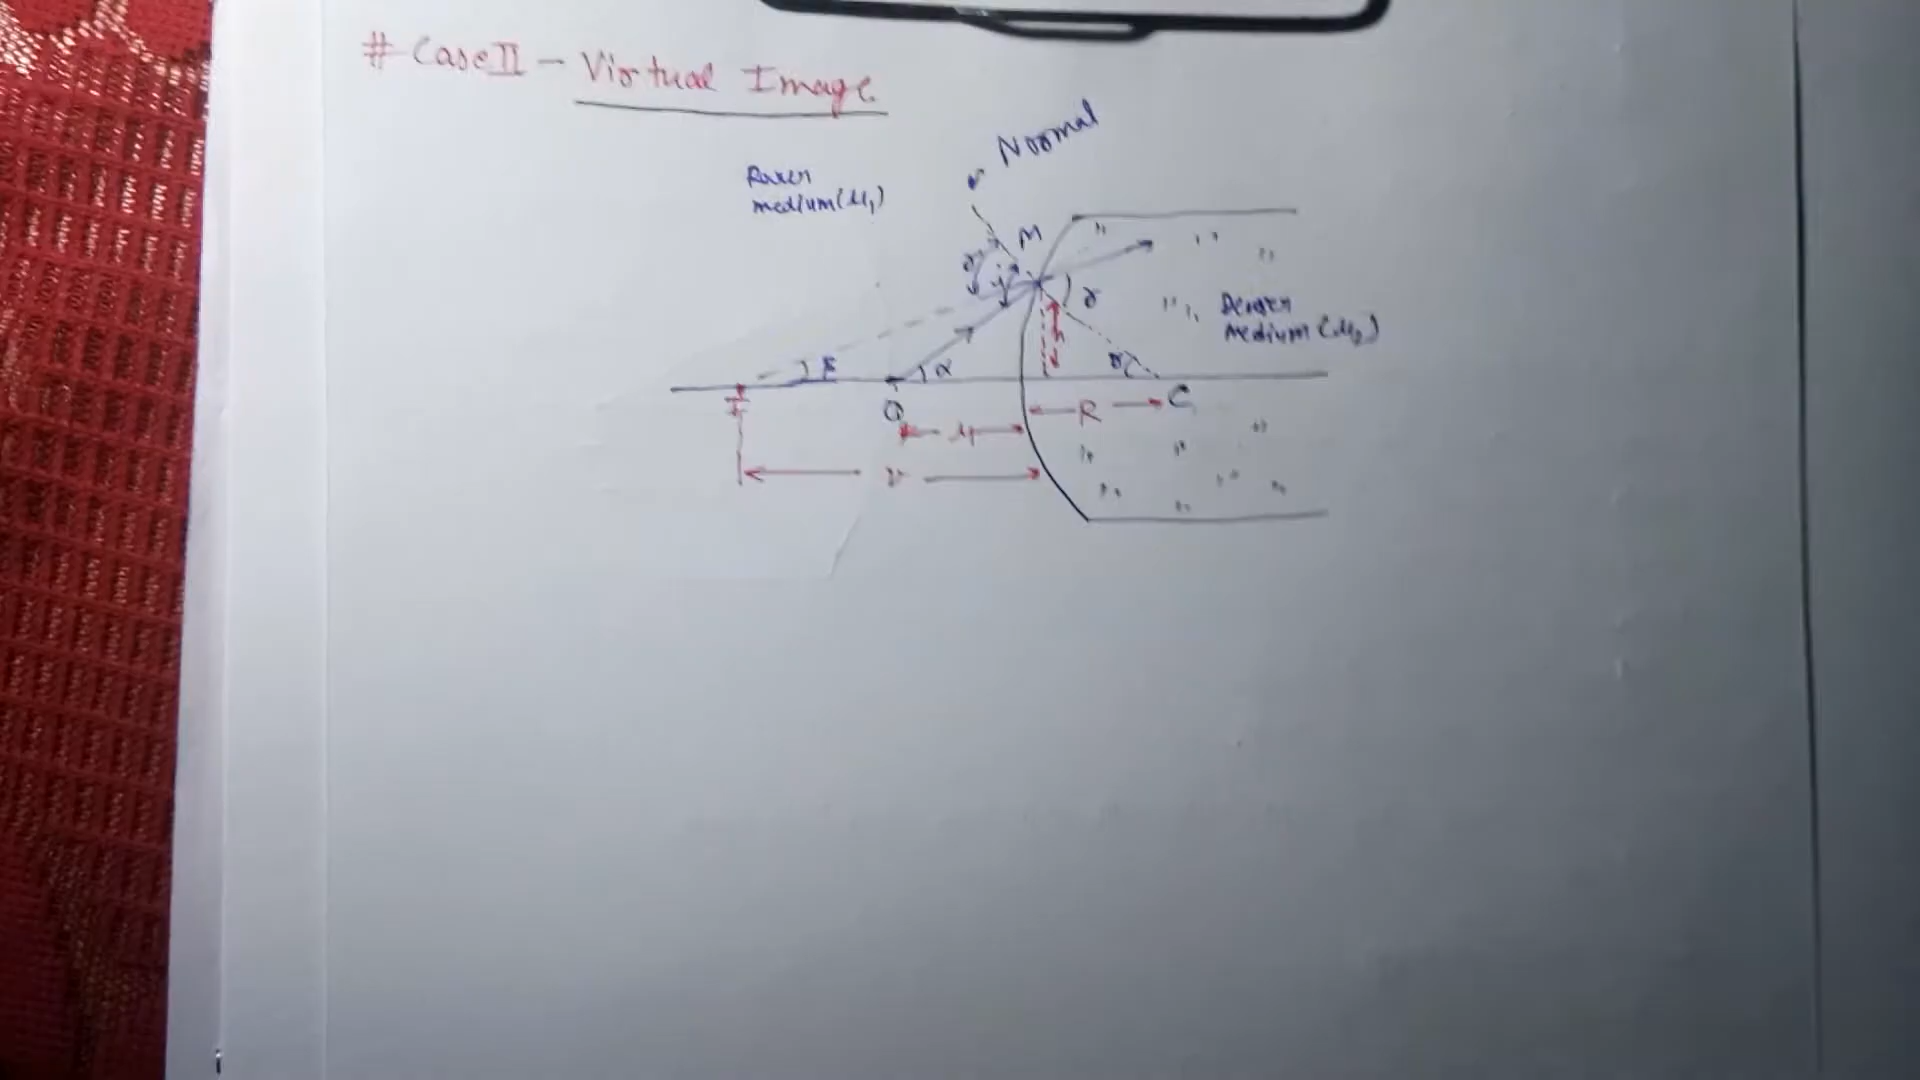 # Case II - Virtual Image
Normal
Rarer
medium (μ1)
M
r
i
r
Denser
medium (μ2)
h
β
α
γ
I
O
R
C
u
v